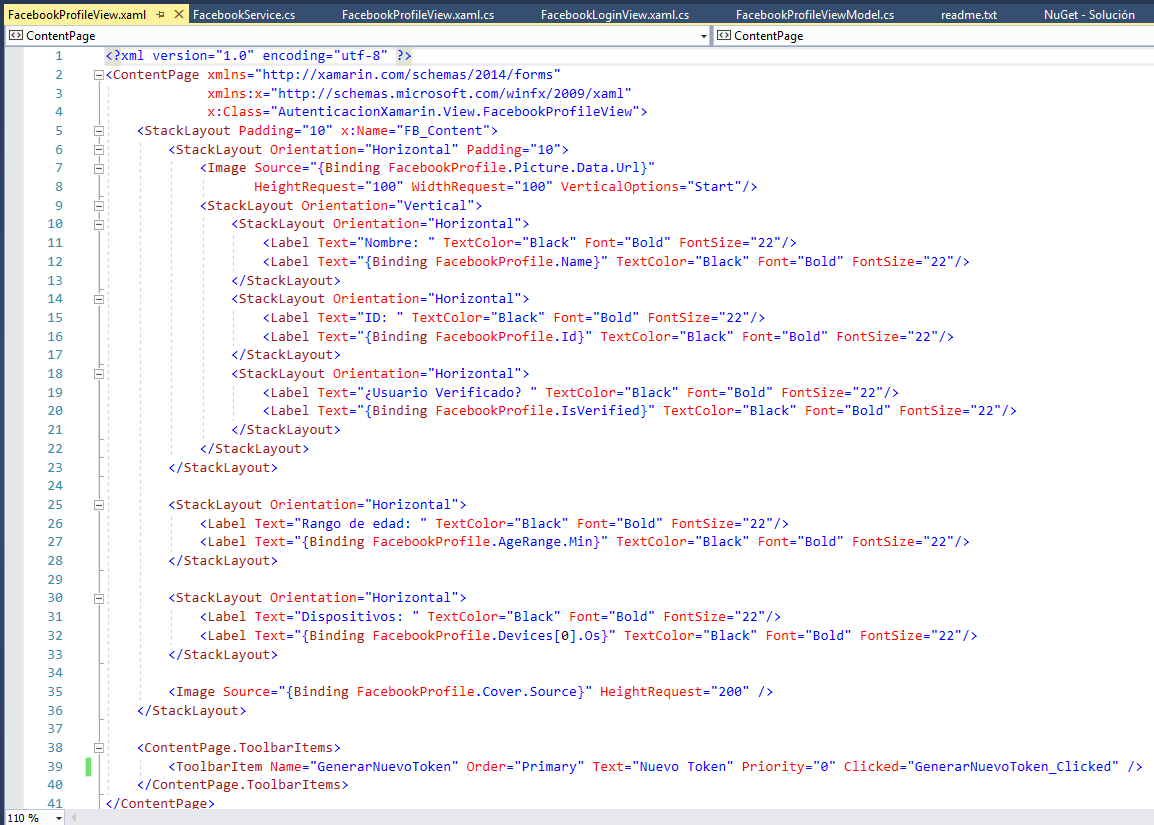 FacebookProfileView.xaml FacebookService.cs FacebookProfileView.xaml.cs FacebookLoginView.xaml.cs FacebookProfileViewModel.cs readme.txt NuGet - Solución
ContentPage ContentPage
1 <?xml version="1.0" encoding="utf-8" ?>
2 <ContentPage xmlns="http://xamarin.com/schemas/2014/forms"
3 xmlns:x="http://schemas.microsoft.com/winfx/2009/xaml"
4 x:Class="AutenticacionXamarin.View.FacebookProfileView">
5 <StackLayout Padding="10" x:Name="FB_Content">
6 <StackLayout Orientation="Horizontal" Padding="10">
7 <Image Source="{Binding FacebookProfile.Picture.Data.Url}"
8 HeightRequest="100" WidthRequest="100" VerticalOptions="Start"/>
9 <StackLayout Orientation="Vertical">
10 <StackLayout Orientation="Horizontal">
11 <Label Text="Nombre: " TextColor="Black" Font="Bold" FontSize="22"/>
12 <Label Text="{Binding FacebookProfile.Name}" TextColor="Black" Font="Bold" FontSize="22"/>
13 </StackLayout>
14 <StackLayout Orientation="Horizontal">
15 <Label Text="ID: " TextColor="Black" Font="Bold" FontSize="22"/>
16 <Label Text="{Binding FacebookProfile.Id}" TextColor="Black" Font="Bold" FontSize="22"/>
17 </StackLayout>
18 <StackLayout Orientation="Horizontal">
19 <Label Text="¿Usuario Verificado? " TextColor="Black" Font="Bold" FontSize="22"/>
20 <Label Text="{Binding FacebookProfile.IsVerified}" TextColor="Black" Font="Bold" FontSize="22"/>
21 </StackLayout>
22 </StackLayout>
23 </StackLayout>
24
25 <StackLayout Orientation="Horizontal">
26 <Label Text="Rango de edad: " TextColor="Black" Font="Bold" FontSize="22"/>
27 <Label Text="{Binding FacebookProfile.AgeRange.Min}" TextColor="Black" Font="Bold" FontSize="22"/>
28 </StackLayout>
29
30 <StackLayout Orientation="Horizontal">
31 <Label Text="Dispositivos: " TextColor="Black" Font="Bold" FontSize="22"/>
32 <Label Text="{Binding FacebookProfile.Devices[0].Os}" TextColor="Black" Font="Bold" FontSize="22"/>
33 </StackLayout>
34
35 <Image Source="{Binding FacebookProfile.Cover.Source}" HeightRequest="200" />
36 </StackLayout>
37
38 <ContentPage.ToolbarItems>
39 <ToolbarItem Name="GenerarNuevoToken" Order="Primary" Text="Nuevo Token" Priority="0" Clicked="GenerarNuevoToken_Clicked" />
40 </ContentPage.ToolbarItems>
41 </ContentPage>
110 %